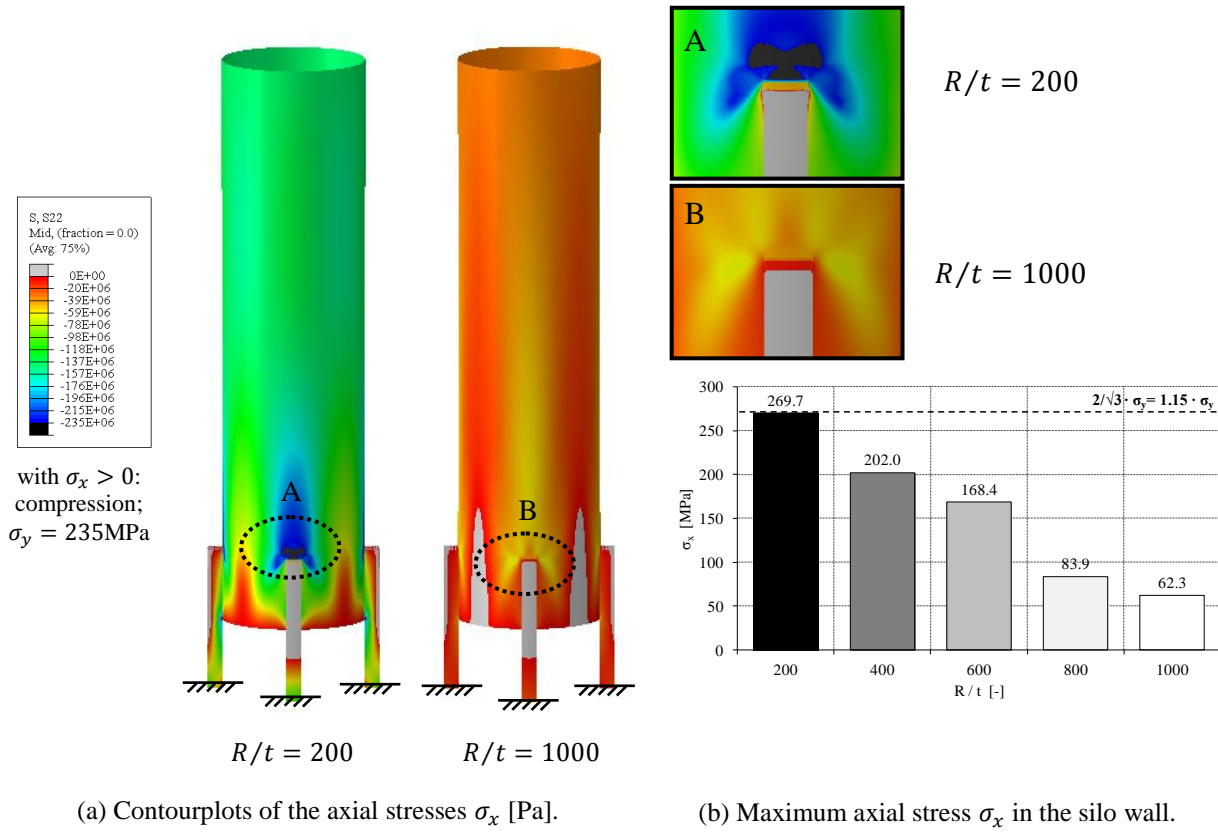 S, S22
Mid, (fraction = 0.0)
(Avg: 75%)
0E+00
-20E+06
-39E+06
-59E+06
-78E+06
-98E+06
-118E+06
-137E+06
-157E+06
-176E+06
-196E+06
-215E+06
-235E+06
with σₓ > 0:
compression;
σ_y = 235MPa
A
B
R/t = 200
R/t = 1000
(a) Contourplots of the axial stresses σₓ [Pa].
A
R/t = 200
B
R/t = 1000
300
250
200
150
100
50
0
σₓ [MPa]
269.7
202.0
168.4
83.9
62.3
2/√3 · σ_y= 1.15 · σ_y
200
400
600
800
1000
R / t [-]
(b) Maximum axial stress σₓ in the silo wall.